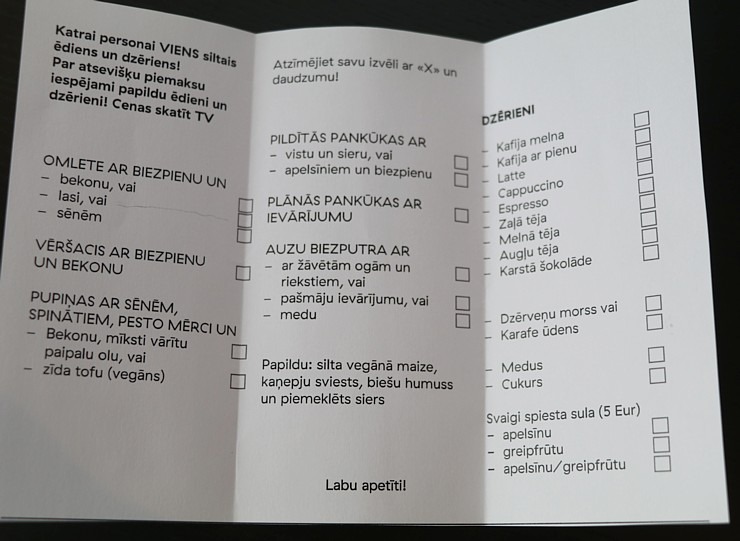 Katrai personai VIENS siltais
ēdiens un dzēriens!
Par atsevišķu piemaksu
iespējami papildu ēdieni un
dzērieni! Cenas skatīt TV
OMLETE AR BIEZPIENU UN
– bekonu, vai
– lasi, vai
– sēnēm
VĒRŠACIS AR BIEZPIENU
UN BEKONU
PUPIŅAS AR SĒNĒM,
SPINĀTIEM, PESTO MĒRCI UN
– Bekonu, mīksti vārītu
paipalu olu, vai
– zīda tofu (vegāns)
Atzīmējiet savu izvēli ar «X» un
daudzumu!
PILDĪTĀS PANKŪKAS AR
– vistu un sieru, vai
– apelsīniem un biezpienu
PLĀNĀS PANKŪKAS AR
IEVĀRĪJUMU
AUZU BIEZPUTRA AR
– ar žāvētām ogām un
riekstiem, vai
– pašmāju ievārījumu, vai
– medu
Papildu: silta vegānā maize,
kaņepju sviests, biešu humuss
un piemeklēts siers
Labu apetīti!
DZĒRIENI
– Kafija melna
– Kafija ar pienu
– Latte
– Cappuccino
– Espresso
– Zaļā tēja
– Melnā tēja
– Augļu tēja
– Karstā šokolāde
– Dzērveņu morss vai
– Karafe ūdens
– Medus
– Cukurs
Svaigi spiesta sula (5 Eur)
– apelsīnu
– greipfrūtu
– apelsīnu/greipfrūtu